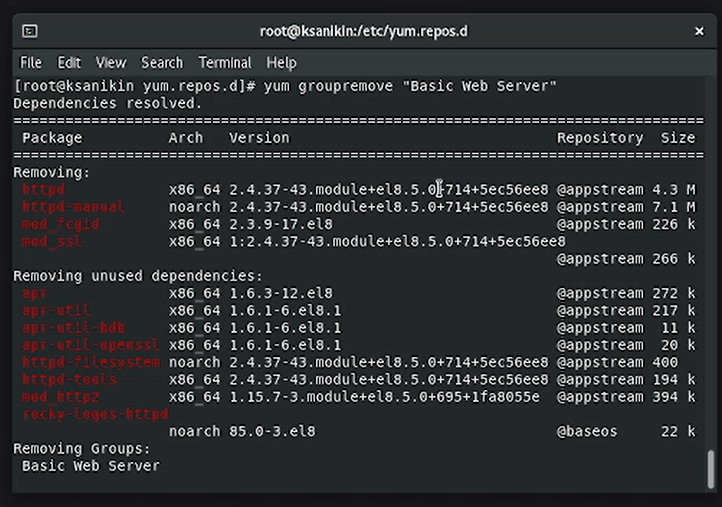 root@ksanikin:/etc/yum.repos.d
File Edit View Search Terminal Help
[root@ksanikin yum.repos.d]# yum groupremove "Basic Web Server"
Dependencies resolved.
================================================================================
Package Arch Version Repository Size
================================================================================
Removing:
httpd x86_64 2.4.37-43.module+el8.5.0+714+5ec56ee8 @appstream 4.3 M
httpd-manual noarch 2.4.37-43.module+el8.5.0+714+5ec56ee8 @appstream 7.1 M
mod_fcgid x86_64 2.3.9-17.el8 @appstream 226 k
mod_ssl x86_64 1:2.4.37-43.module+el8.5.0+714+5ec56ee8
@appstream 266 k
Removing unused dependencies:
apr x86_64 1.6.3-12.el8 @appstream 272 k
apr-util x86_64 1.6.1-6.el8.1 @appstream 217 k
apr-util-bdb x86_64 1.6.1-6.el8.1 @appstream 11 k
apr-util-openssl x86_64 1.6.1-6.el8.1 @appstream 20 k
httpd-filesystem noarch 2.4.37-43.module+el8.5.0+714+5ec56ee8 @appstream 400
httpd-tools x86_64 2.4.37-43.module+el8.5.0+714+5ec56ee8 @appstream 194 k
mod_http2 x86_64 1.15.7-3.module+el8.5.0+695+1fa8055e @appstream 394 k
rocky-logos-httpd
noarch 85.0-3.el8 @baseos 22 k
Removing Groups:
Basic Web Server